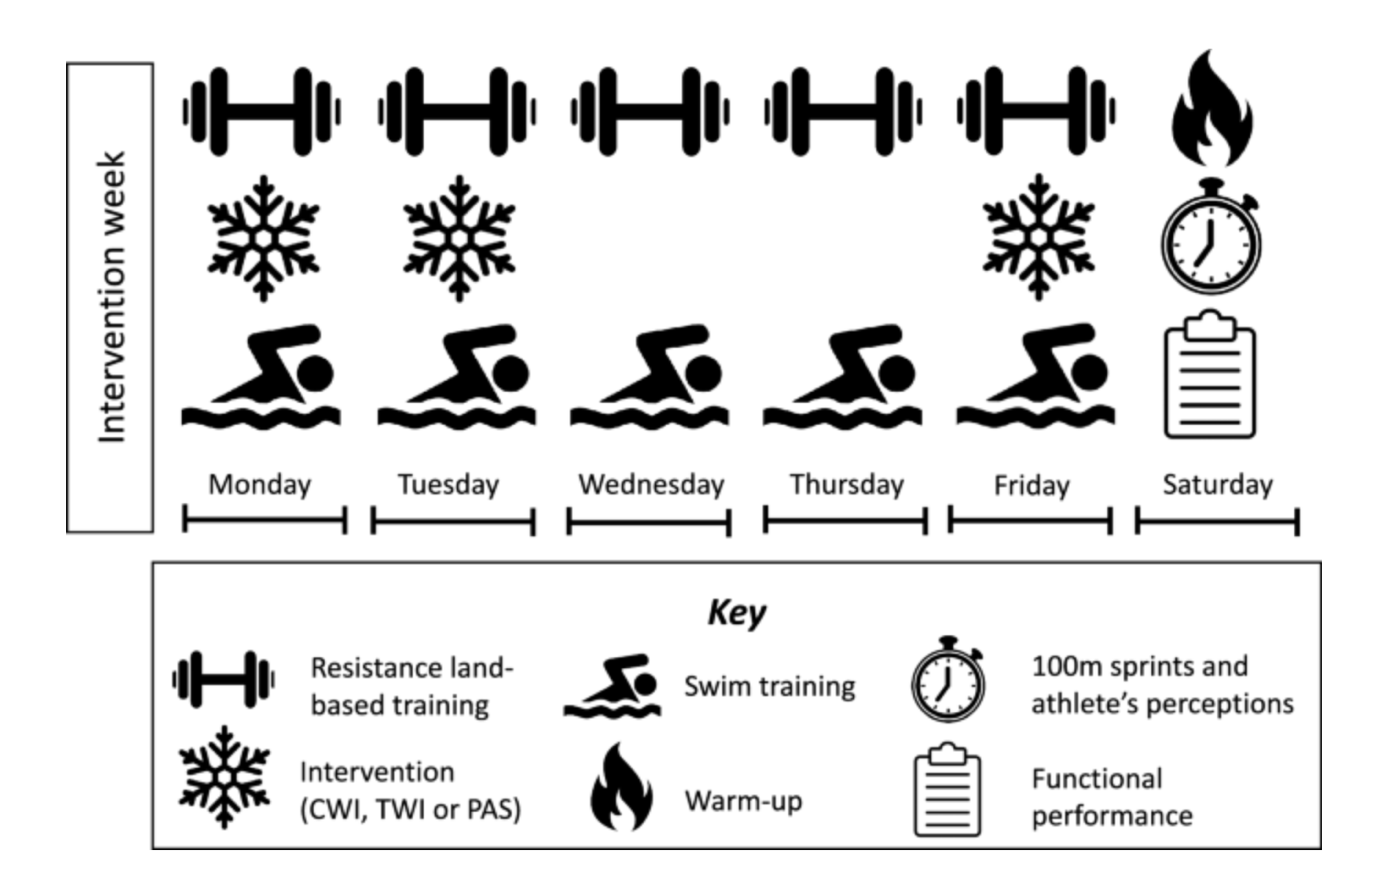 Intervention week
Monday
Tuesday
Wednesday
Thursday
Friday
Saturday
Key
Resistance land-
based training
Swim training
100m sprints and
athlete's perceptions
Intervention
(CWI, TWI or PAS)
Warm-up
Functional
performance